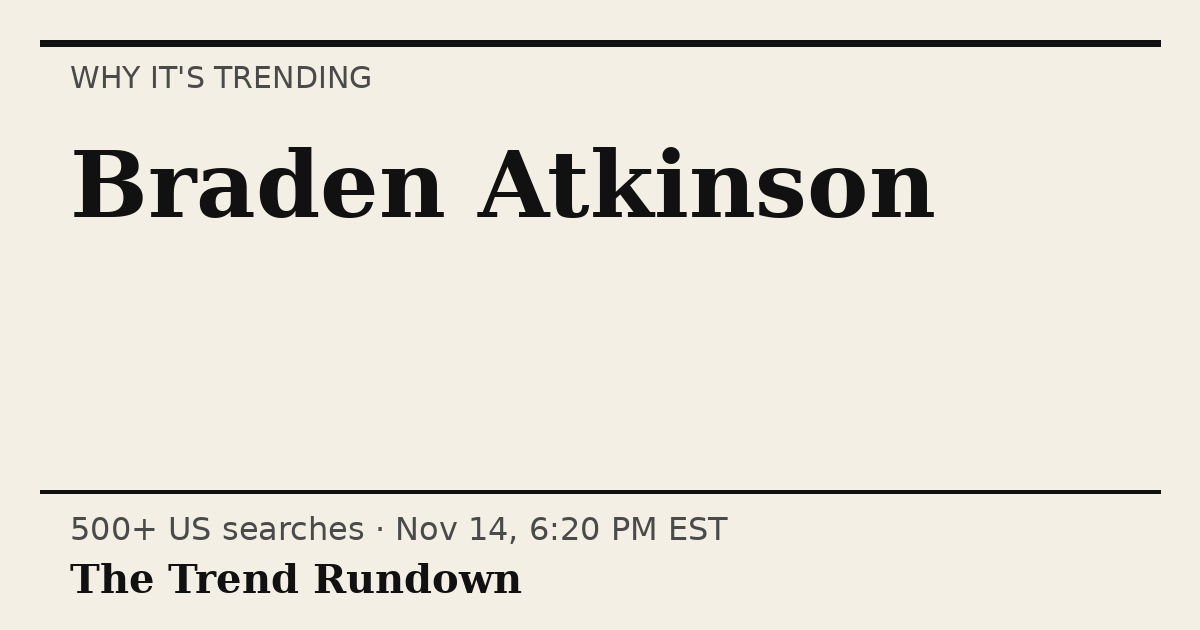 WHY IT'S TRENDING
Braden Atkinson
500+ US searches · Nov 14, 6:20 PM EST
The Trend Rundown